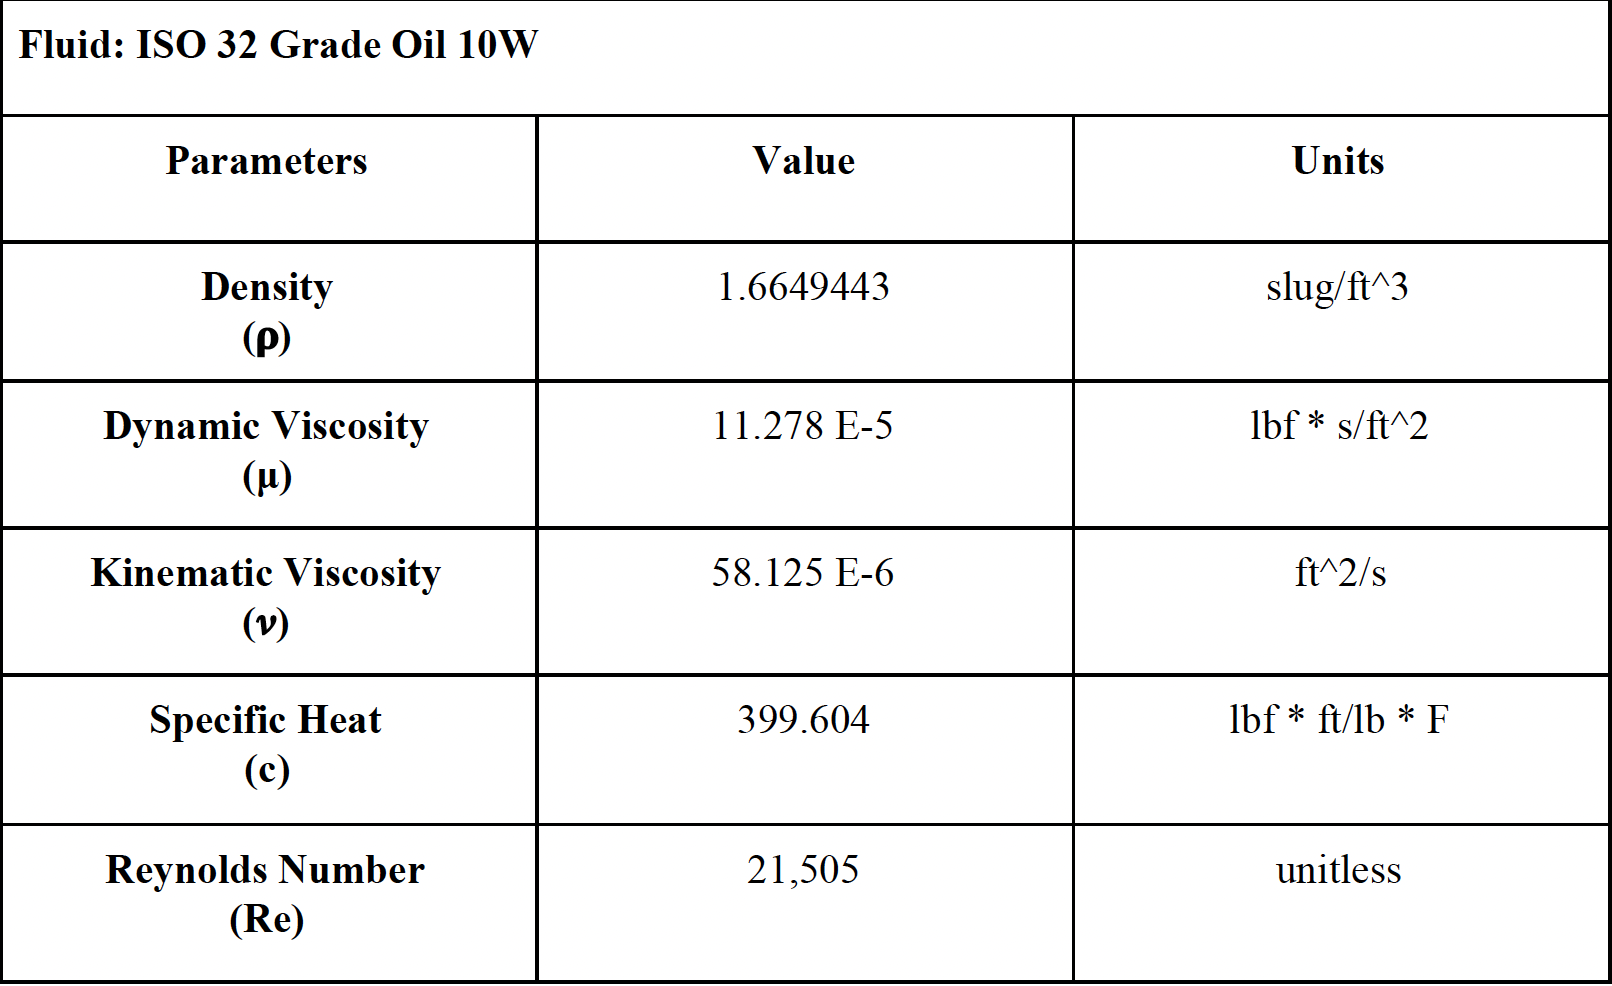 Fluid: ISO 32 Grade Oil 10W
Parameters Value Units
Density
(ρ)
1.6649443
slug/ft^3
Dynamic Viscosity
(μ)
11.278 E-5
lbf * s/ft^2
Kinematic Viscosity
(ν)
58.125 E-6
ft^2/s
Specific Heat
(c)
399.604
lbf * ft/lb * F
Reynolds Number
(Re)
21,505
unitless